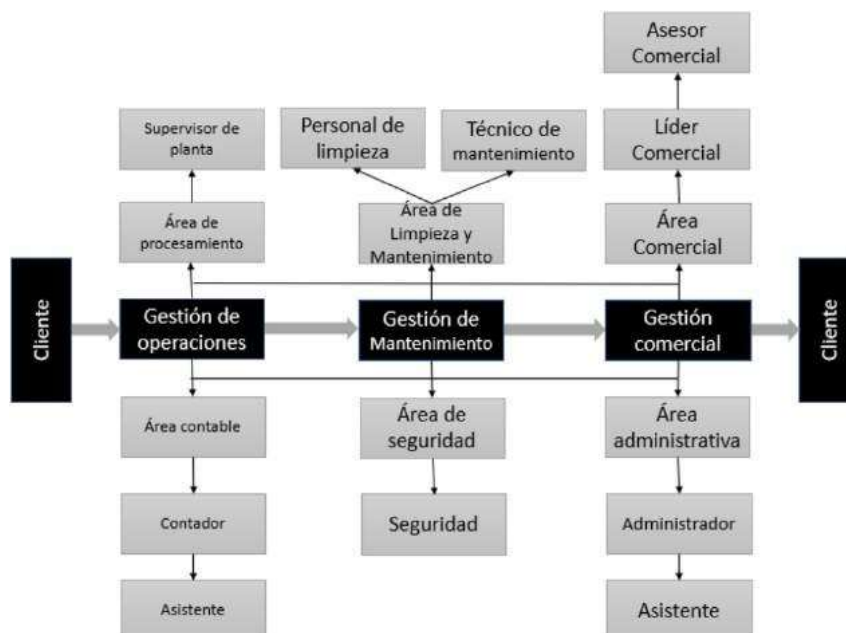 Asesor
Comercial
Supervisor de
planta
Personal de
limpieza
Técnico de
mantenimiento
Líder
Comercial
Área de
procesamiento
Área de
Limpieza y
Mantenimiento
Área
Comercial
Cliente
Gestión de
operaciones
Gestión de
Mantenimiento
Gestión
comercial
Cliente
Área contable
Área de
seguridad
Área
administrativa
Contador
Seguridad
Administrador
Asistente
Asistente